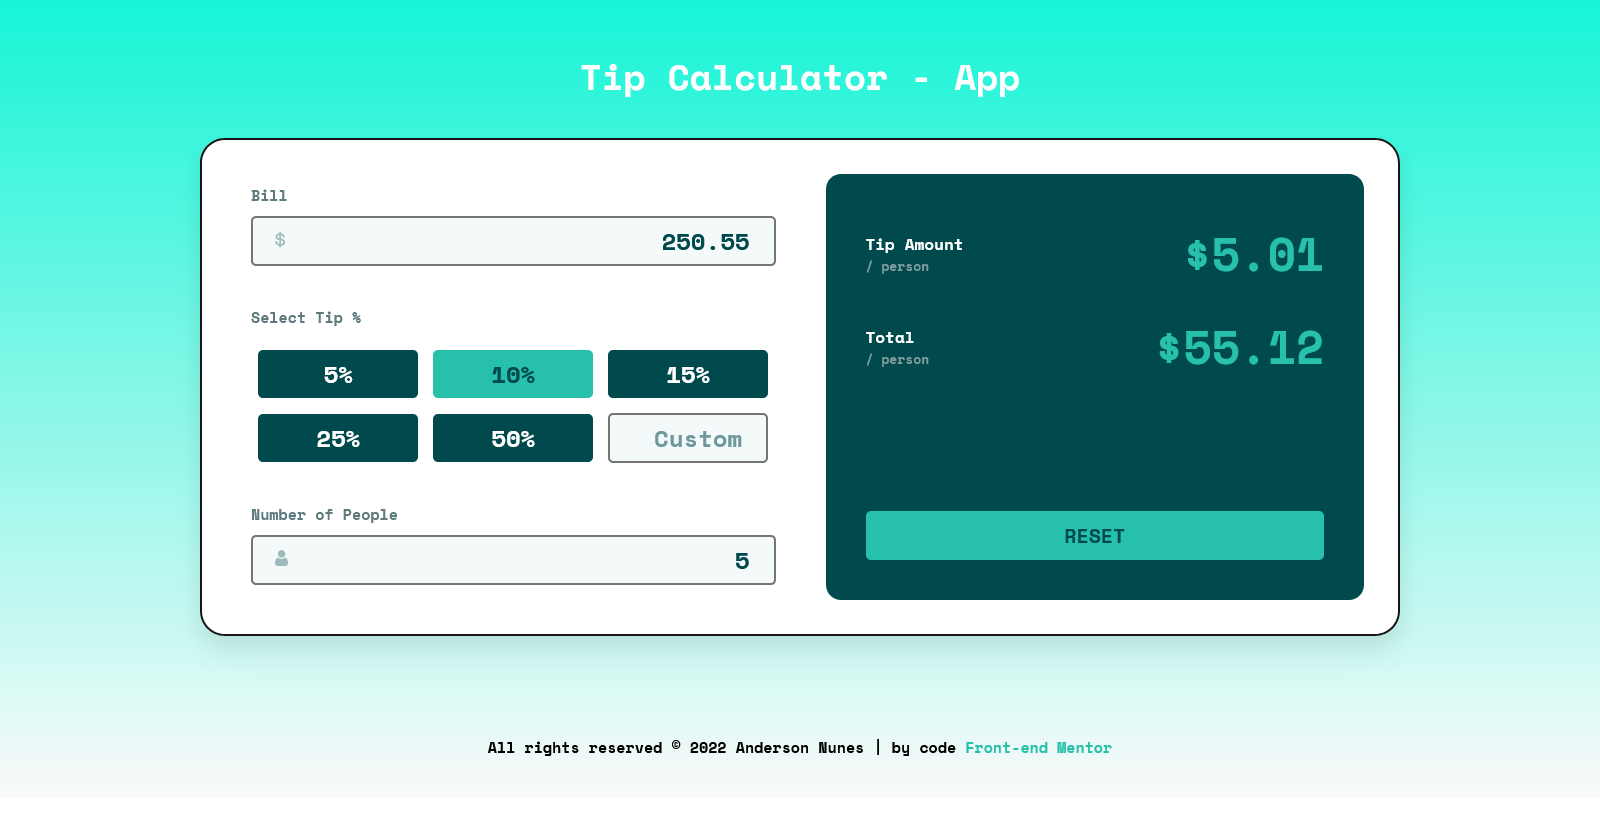 Tip Calculator - App
Bill
$ 250.55
Select Tip %
5% 10% 15%
25% 50% Custom
Number of People
5
Tip Amount
/ person
$5.01
Total
/ person
$55.12
RESET
All rights reserved © 2022 Anderson Nunes | by code Front-end Mentor